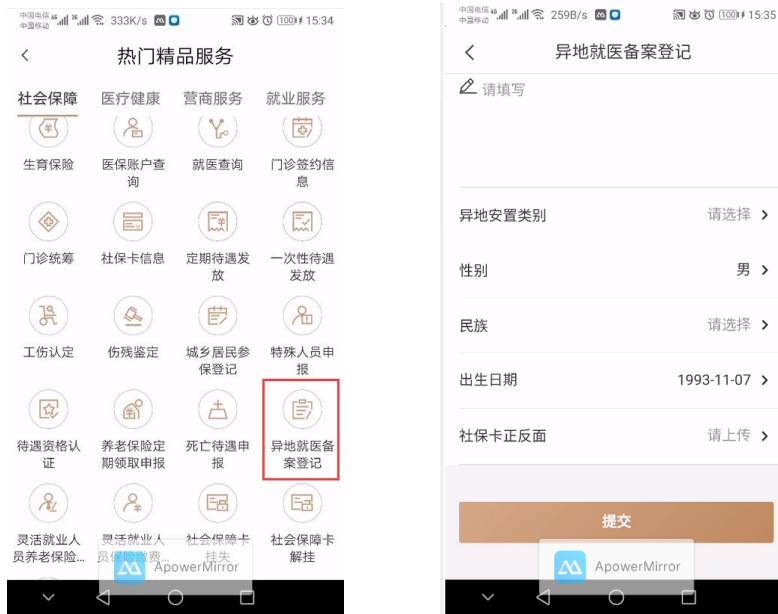 中国电信
中国移动
333K/s
100
15:34
热门精品服务
社会保障 医疗健康 营商服务 就业服务
生育保险 医保账户查 就医查询 门诊签约信
询 息
门诊统筹 社保卡信息 定期待遇发 一次性待遇
放 发放
工伤认定 伤残鉴定 城乡居民参 特殊人员申
保登记 报
待遇资格认 养老保险定 死亡待遇申 异地就医备
证 期领取申报 报 案登记
灵活就业人 灵活就业人 社会保障卡 社会保障卡
员养老保险... 员保险缴费... 挂失 解挂
ApowerMirror
中国电信
中国移动
259B/s
100
15:35
异地就医备案登记
请填写
异地安置类别 请选择
性别 男
民族 请选择
出生日期 1993-11-07
社保卡正反面 请上传
提交
ApowerMirror